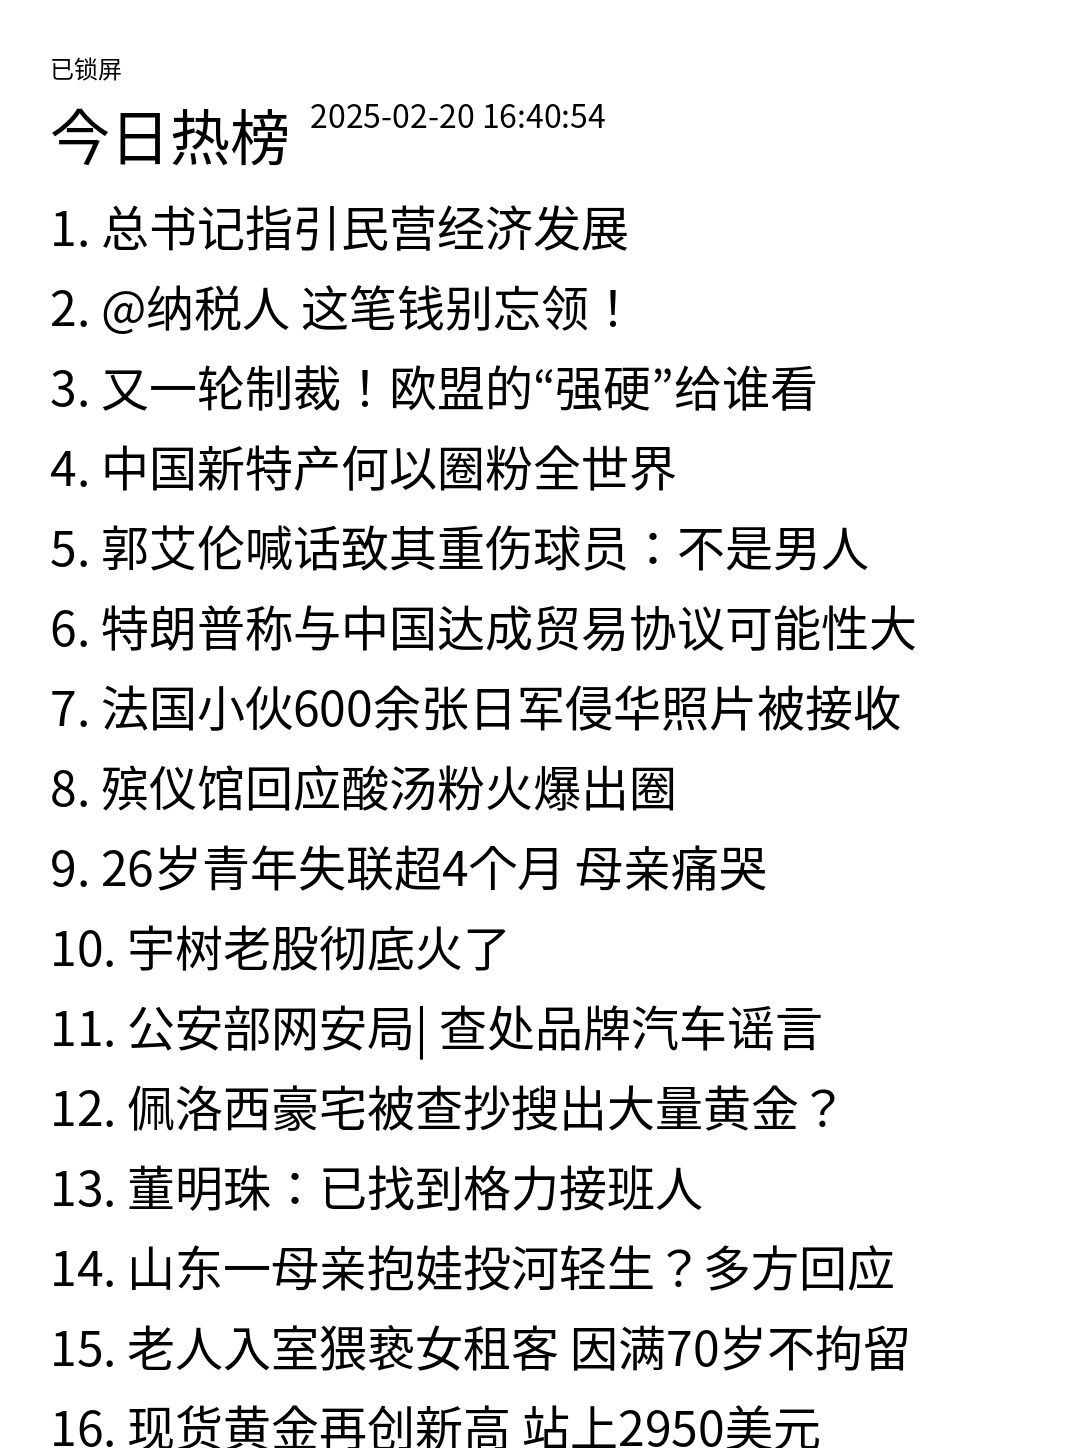 已锁屏
今日热榜 2025-02-20 16:40:54
1. 总书记指引民营经济发展
2. @纳税人 这笔钱别忘领！
3. 又一轮制裁！欧盟的“强硬”给谁看
4. 中国新特产何以圈粉全世界
5. 郭艾伦喊话致其重伤球员：不是男人
6. 特朗普称与中国达成贸易协议可能性大
7. 法国小伙600余张日军侵华照片被接收
8. 殡仪馆回应酸汤粉火爆出圈
9. 26岁青年失联超4个月 母亲痛哭
10. 宇树老股彻底火了
11. 公安部网安局| 查处品牌汽车谣言
12. 佩洛西豪宅被查抄搜出大量黄金？
13. 董明珠：已找到格力接班人
14. 山东一母亲抱娃投河轻生？多方回应
15. 老人入室猥亵女租客 因满70岁不拘留
16. 现货黄金再创新高 站上2950美元